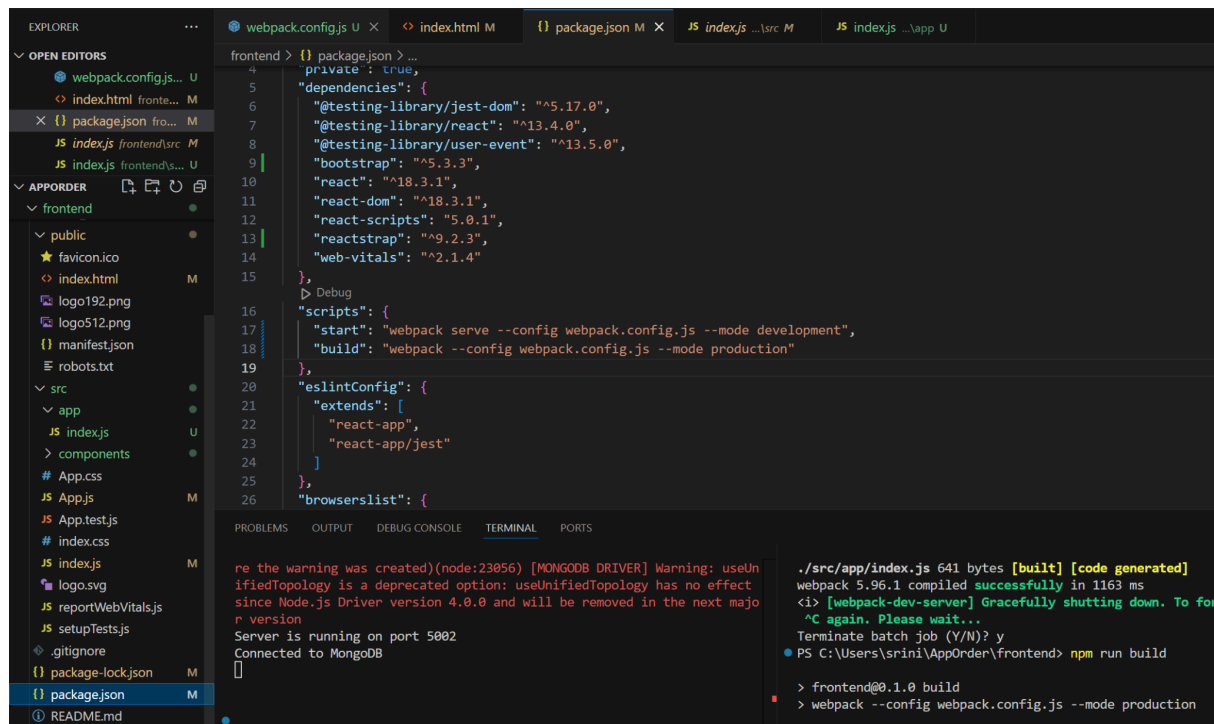 EXPLORER
OPEN EDITORS
webpack.config.js... U
index.html fronte... M
package.json fro... M
index.js frontend\src M
index.js frontend\s... U
APPORDER
frontend
public
favicon.ico
index.html M
logo192.png
logo512.png
manifest.json
robots.txt
src
app
index.js U
components
App.css
App.js M
App.test.js
index.css
index.js M
logo.svg
reportWebVitals.js
setupTests.js
.gitignore
package-lock.json M
package.json M
README.md
webpack.config.js U
index.html M
package.json M
index.js ...\src M
index.js ...\app U
frontend > {} package.json > ...
4 "private": true,
5 "dependencies": {
6 "@testing-library/jest-dom": "^5.17.0",
7 "@testing-library/react": "^13.4.0",
8 "@testing-library/user-event": "^13.5.0",
9 "bootstrap": "^5.3.3",
10 "react": "^18.3.1",
11 "react-dom": "^18.3.1",
12 "react-scripts": "5.0.1",
13 "reactstrap": "^9.2.3",
14 "web-vitals": "^2.1.4"
15 },
Debug
16 "scripts": {
17 "start": "webpack serve --config webpack.config.js --mode development",
18 "build": "webpack --config webpack.config.js --mode production"
19 },
20 "eslintConfig": {
21 "extends": [
22 "react-app",
23 "react-app/jest"
24 ]
25 },
26 "browserslist": {
PROBLEMS OUTPUT DEBUG CONSOLE TERMINAL PORTS
re the warning was created)(node:23056) [MONGODB DRIVER] Warning: useUn
ifiedTopology is a deprecated option: useUnifiedTopology has no effect
since Node.js Driver version 4.0.0 and will be removed in the next majo
r version
Server is running on port 5002
Connected to MongoDB
./src/app/index.js 641 bytes [built] [code generated]
webpack 5.96.1 compiled successfully in 1163 ms
<i> [webpack-dev-server] Gracefully shutting down. To for
^C again. Please wait...
Terminate batch job (Y/N)? y
PS C:\Users\srini\AppOrder\frontend> npm run build
> frontend@0.1.0 build
> webpack --config webpack.config.js --mode production